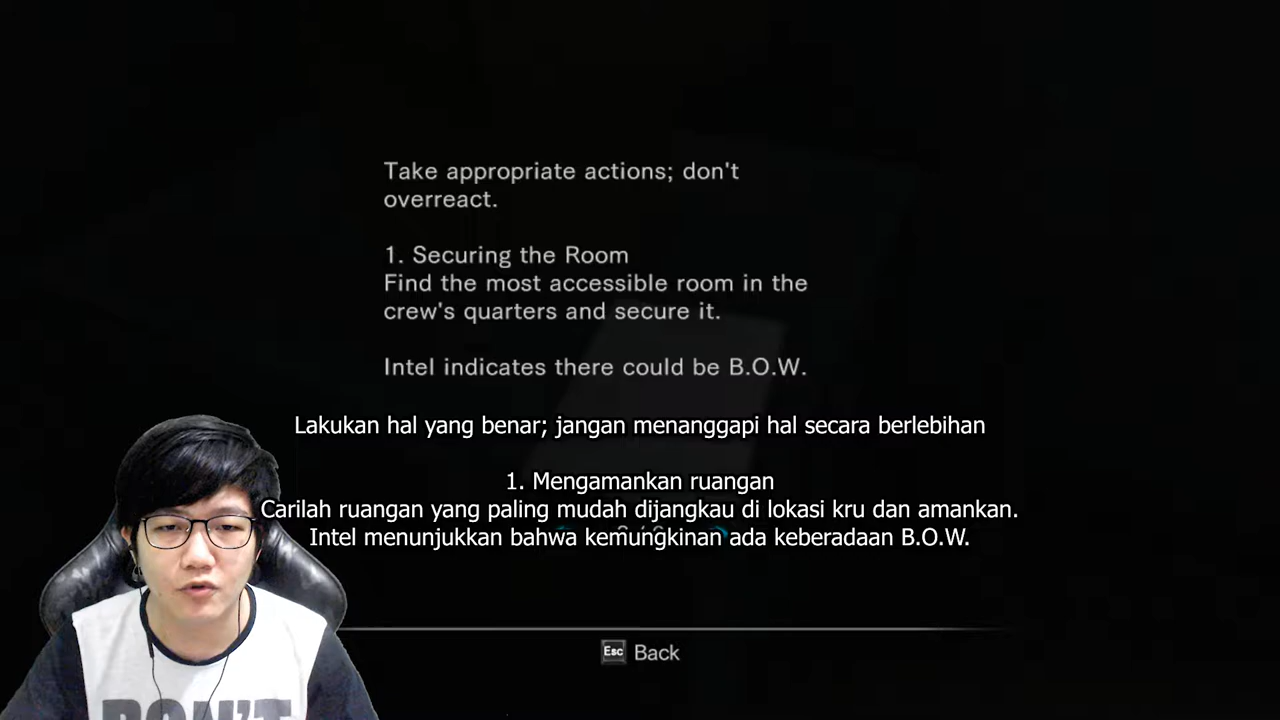 Take appropriate actions; don't
overreact.
1. Securing the Room
Find the most accessible room in the
crew's quarters and secure it.
Intel indicates there could be B.O.W.
Lakukan hal yang benar; jangan menanggapi hal secara berlebihan
1. Mengamankan ruangan
Carilah ruangan yang paling mudah dijangkau di lokasi kru dan amankan.
Intel menunjukkan bahwa kemungkinan ada keberadaan B.O.W.
Esc Back
DON'T